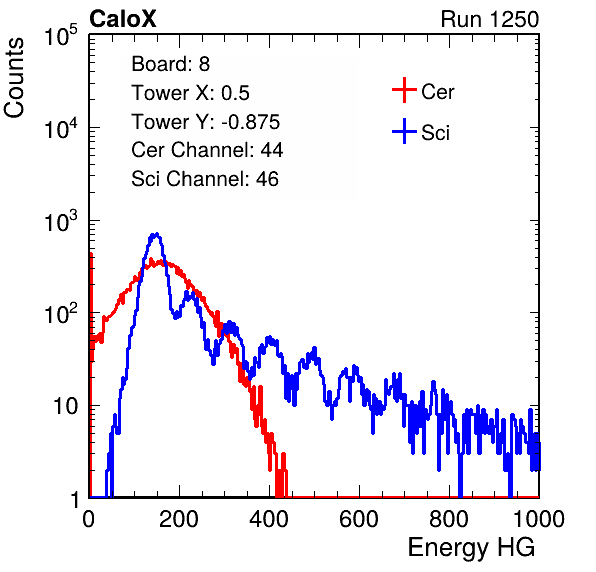 CaloX Run 1250
Counts
Board: 8
Tower X: 0.5
Tower Y: -0.875
Cer Channel: 44
Sci Channel: 46
Cer
Sci
10^5
10^4
10^3
10^2
10
1
0 200 400 600 800 1000
Energy HG